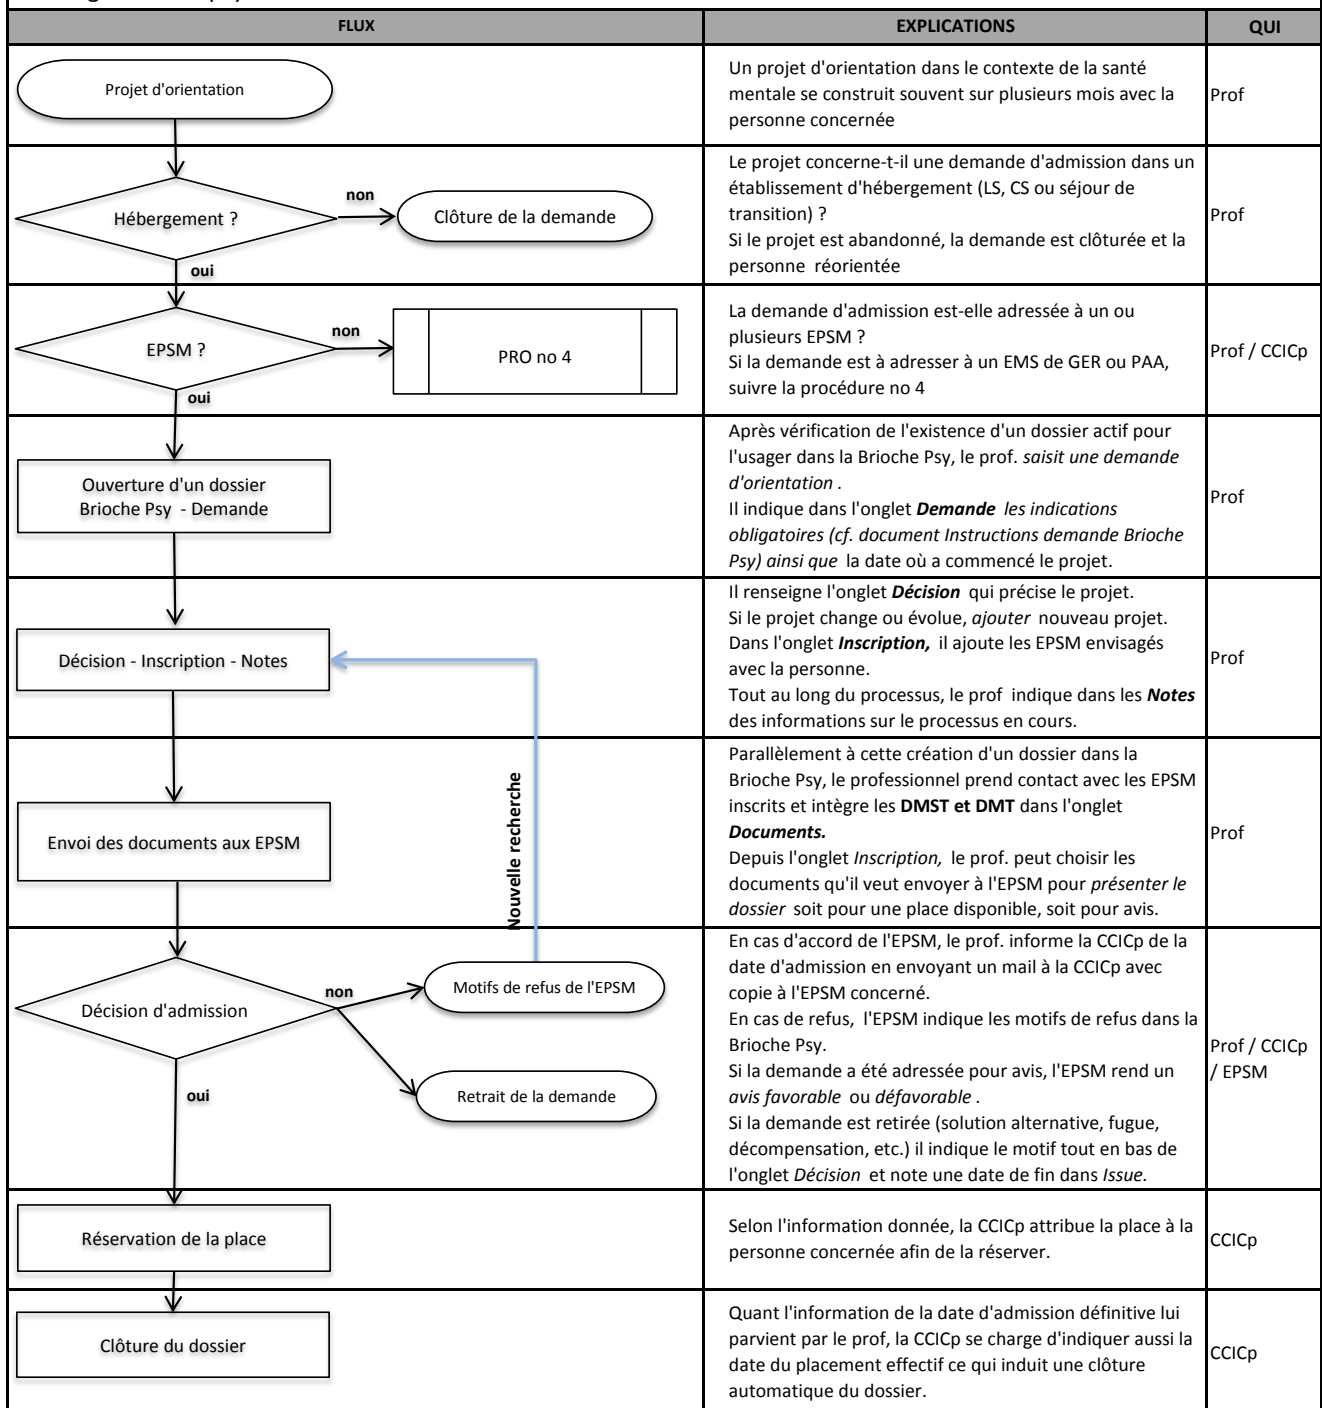 FLUX
EXPLICATIONS
QUI
Projet d'orientation
Un projet d'orientation dans le contexte de la santé
mentale se construit souvent sur plusieurs mois avec la
personne concernée
Prof
Hébergement ?
non
Clôture de la demande
oui
Le projet concerne-t-il une demande d'admission dans un
établissement d'hébergement (LS, CS ou séjour de
transition) ?
Si le projet est abandonné, la demande est clôturée et la
personne réorientée
Prof
EPSM ?
non
PRO no 4
oui
La demande d'admission est-elle adressée à un ou
plusieurs EPSM ?
Si la demande est à adresser à un EMS de GER ou PAA,
suivre la procédure no 4
Prof / CCICp
Ouverture d'un dossier
Brioche Psy - Demande
Après vérification de l'existence d'un dossier actif pour
l'usager dans la Brioche Psy, le prof. saisit une demande
d'orientation .
Il indique dans l'onglet Demande les indications
obligatoires (cf. document Instructions demande Brioche
Psy) ainsi que la date où a commencé le projet.
Prof
Décision - Inscription - Notes
Il renseigne l'onglet Décision qui précise le projet.
Si le projet change ou évolue, ajouter nouveau projet.
Dans l'onglet Inscription, il ajoute les EPSM envisagés
avec la personne.
Tout au long du processus, le prof indique dans les Notes
des informations sur le processus en cours.
Prof
Nouvelle recherche
Envoi des documents aux EPSM
Parallèlement à cette création d'un dossier dans la
Brioche Psy, le professionnel prend contact avec les EPSM
inscrits et intègre les DMST et DMT dans l'onglet
Documents.
Depuis l'onglet Inscription, le prof. peut choisir les
documents qu'il veut envoyer à l'EPSM pour présenter le
dossier soit pour une place disponible, soit pour avis.
Prof
Décision d'admission
non
Motifs de refus de l'EPSM
Retrait de la demande
oui
En cas d'accord de l'EPSM, le prof. informe la CCICp de la
date d'admission en envoyant un mail à la CCICp avec
copie à l'EPSM concerné.
En cas de refus, l'EPSM indique les motifs de refus dans la
Brioche Psy.
Si la demande a été adressée pour avis, l'EPSM rend un
avis favorable ou défavorable .
Si la demande est retirée (solution alternative, fugue,
décompensation, etc.) il indique le motif tout en bas de
l'onglet Décision et note une date de fin dans Issue.
Prof / CCICp
/ EPSM
Réservation de la place
Selon l'information donnée, la CCICp attribue la place à la
personne concernée afin de la réserver.
CCICp
Clôture du dossier
Quant l'information de la date d'admission définitive lui
parvient par le prof, la CCICp se charge d'indiquer aussi la
date du placement effectif ce qui induit une clôture
automatique du dossier.
CCICp